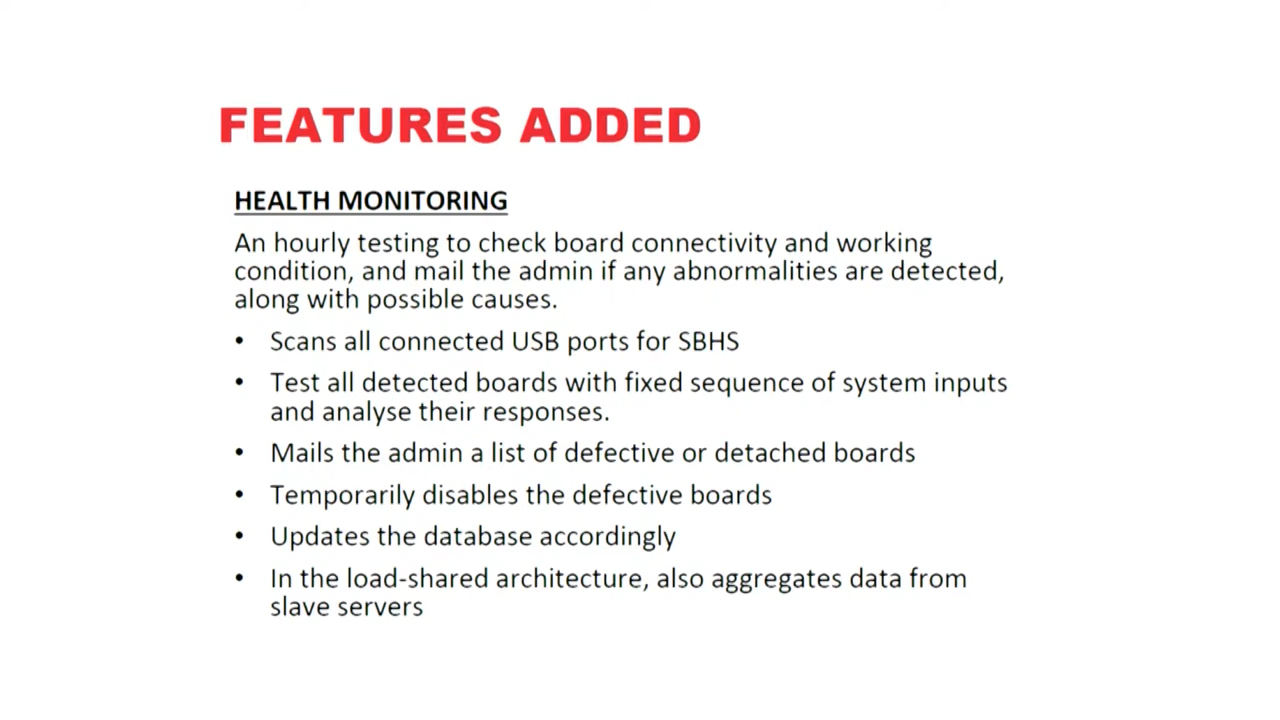 FEATURES ADDED
HEALTH MONITORING
An hourly testing to check board connectivity and working
condition, and mail the admin if any abnormalities are detected,
along with possible causes.
• Scans all connected USB ports for SBHS
• Test all detected boards with fixed sequence of system inputs
and analyse their responses.
• Mails the admin a list of defective or detached boards
• Temporarily disables the defective boards
• Updates the database accordingly
• In the load-shared architecture, also aggregates data from
slave servers